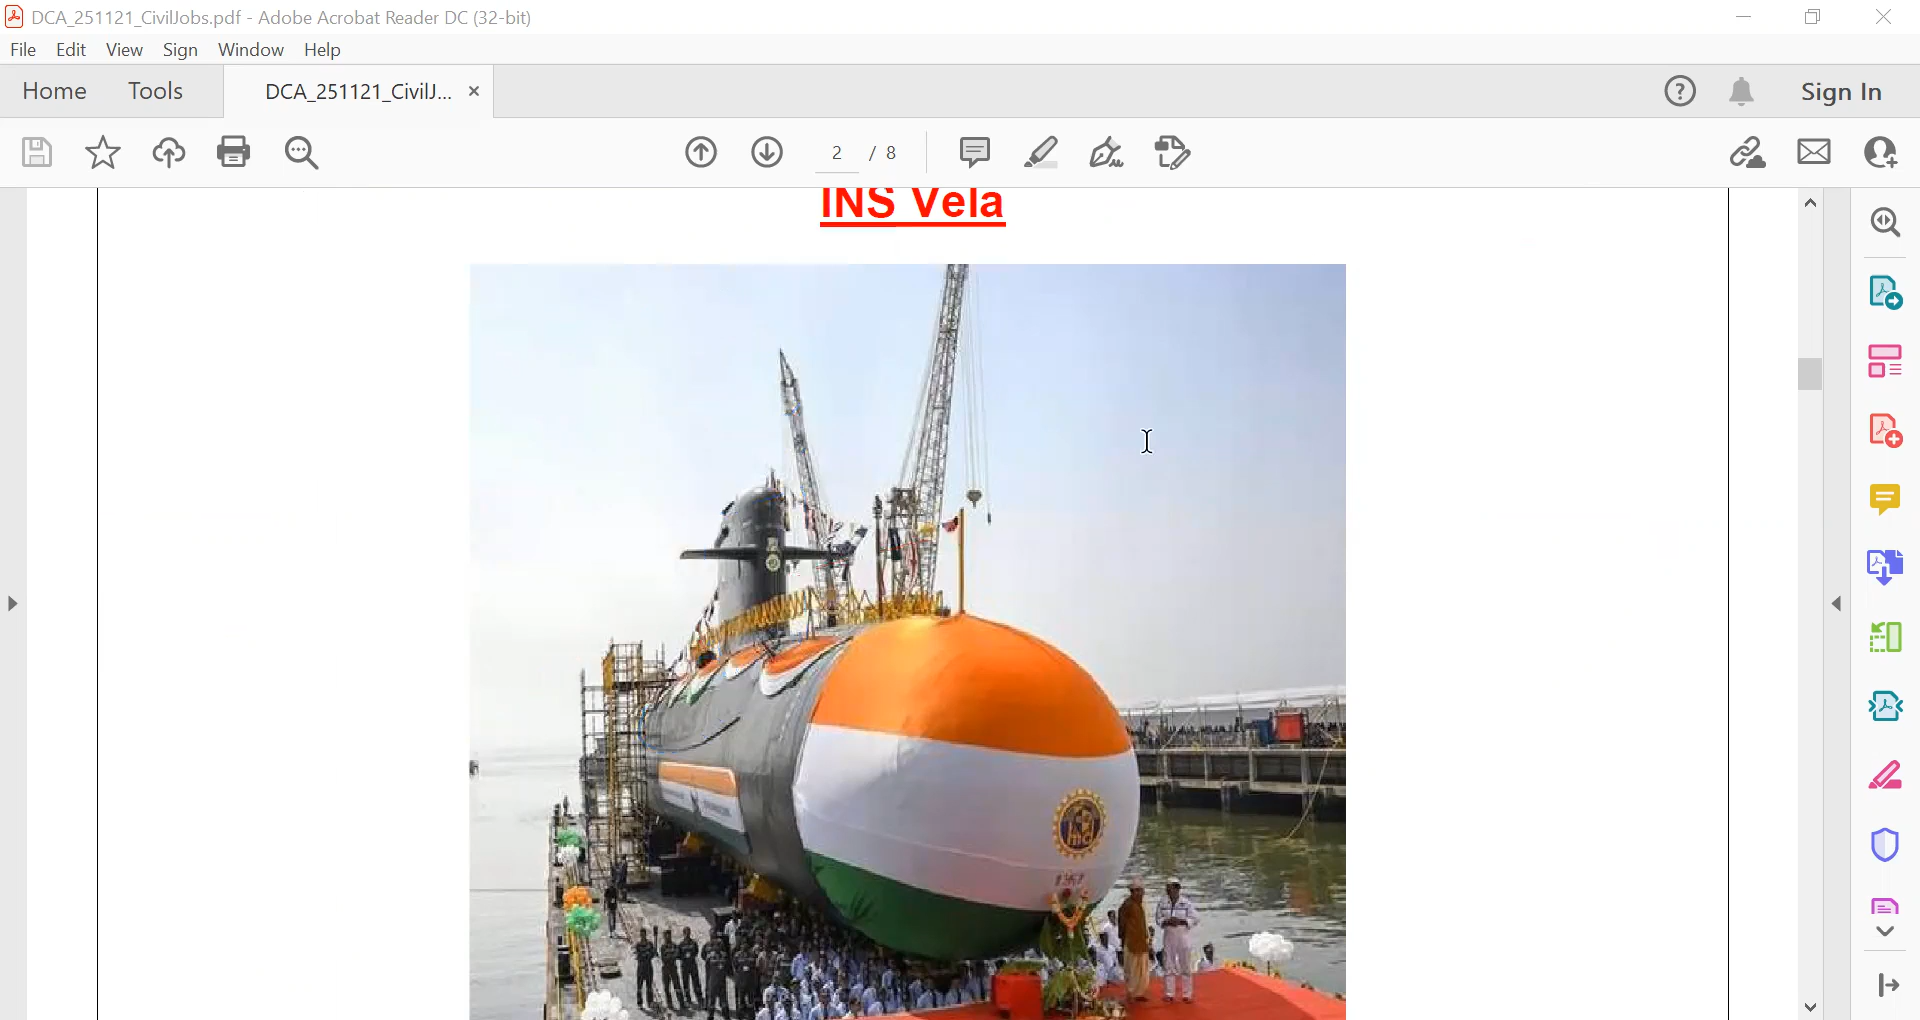 DCA_251121_CivilJobs.pdf - Adobe Acrobat Reader DC (32-bit)
File Edit View Sign Window Help
Home Tools DCA_251121_CivilJ... × Sign In
2 / 8
INS Vela